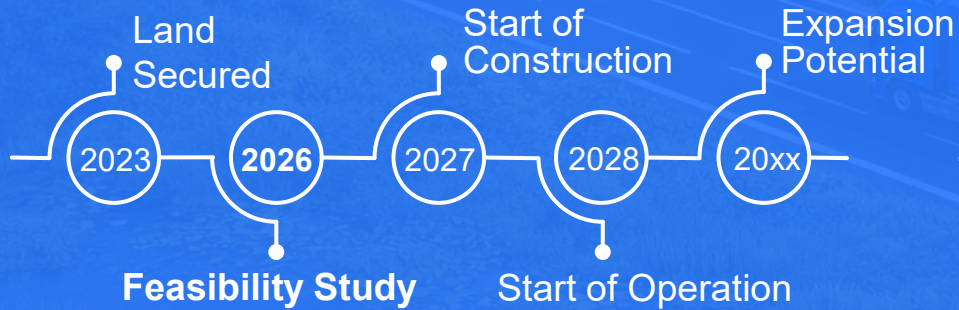 Land
Secured
Start of
Construction
Expansion
Potential
2023
2026
2027
2028
20xx
Feasibility Study
Start of Operation